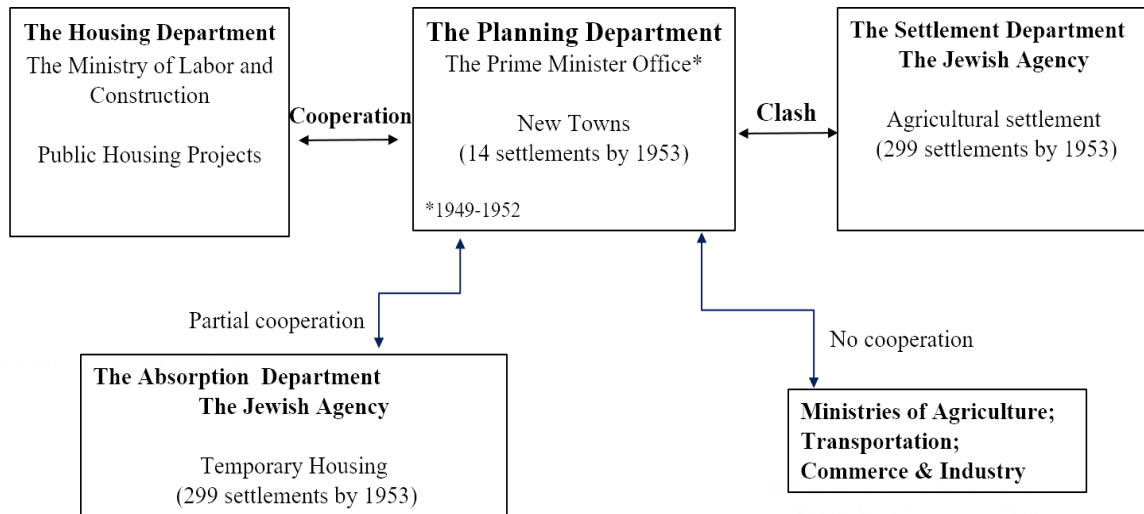 The Housing Department
The Ministry of Labor and
Construction
Public Housing Projects
Cooperation
The Planning Department
The Prime Minister Office*
New Towns
(14 settlements by 1953)
*1949-1952
Clash
The Settlement Department
The Jewish Agency
Agricultural settlement
(299 settlements by 1953)
Partial cooperation
No cooperation
The Absorption Department
The Jewish Agency
Temporary Housing
(299 settlements by 1953)
Ministries of Agriculture;
Transportation;
Commerce & Industry